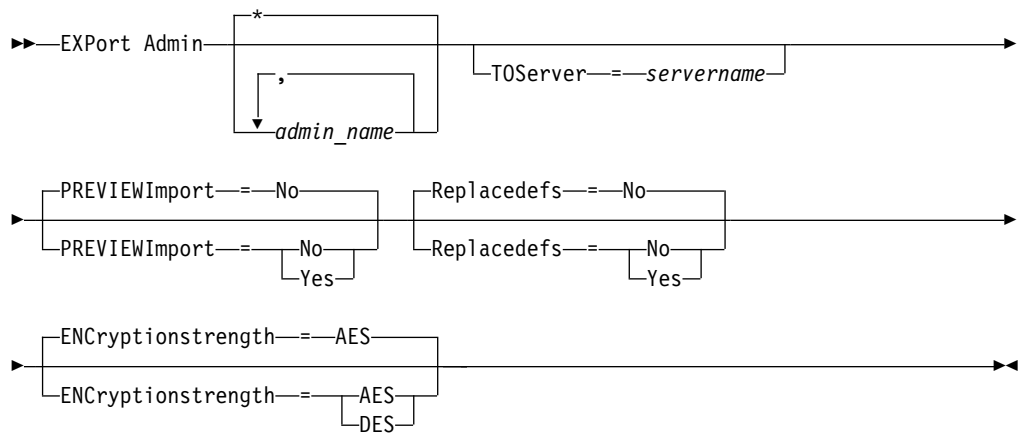 *
EXPort Admin
TOServer = servername
,
admin_name
PREVIEWImport = No
Replacedefs = No
PREVIEWImport = No
Replacedefs = No
Yes
Yes
ENCryptionstrength = AES
ENCryptionstrength = AES
DES